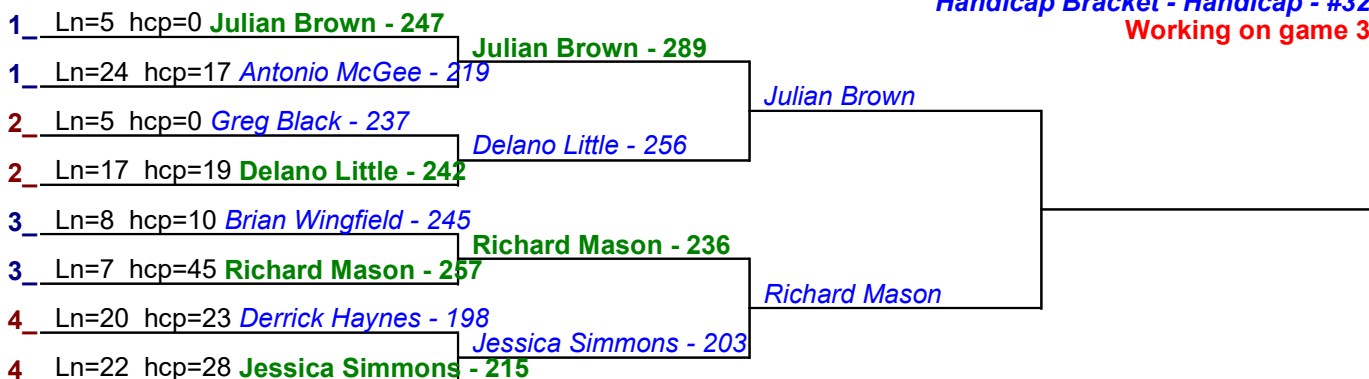 Handicap Bracket - Handicap - #32
Working on game 3
1_ Ln=5 hcp=0 Julian Brown - 247
Julian Brown - 289
1_ Ln=24 hcp=17 Antonio McGee - 219
Julian Brown
2_ Ln=5 hcp=0 Greg Black - 237
Delano Little - 256
2_ Ln=17 hcp=19 Delano Little - 242
3_ Ln=8 hcp=10 Brian Wingfield - 245
Richard Mason - 236
3_ Ln=7 hcp=45 Richard Mason - 257
Richard Mason
4_ Ln=20 hcp=23 Derrick Haynes - 198
Jessica Simmons - 203
4 Ln=22 hcp=28 Jessica Simmons - 215